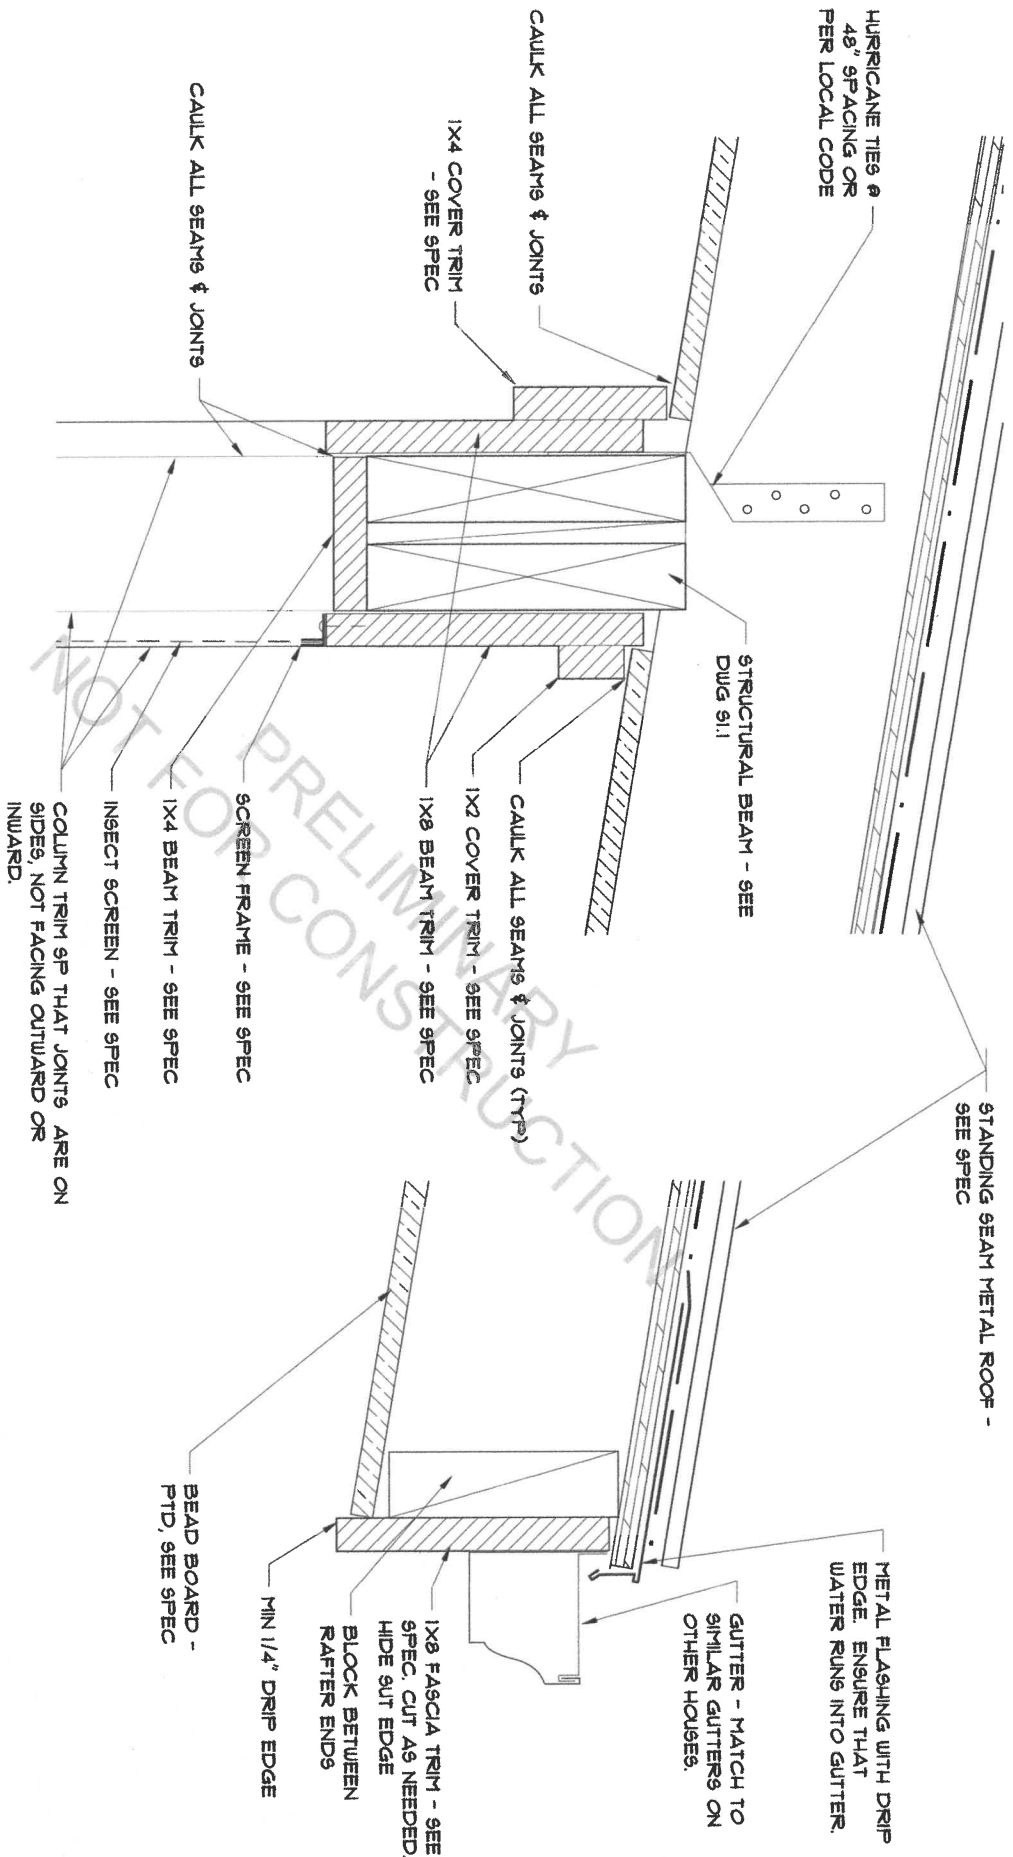 HURRICANE TIES @
48" SPACING OR
PER LOCAL CODE
CAULK ALL SEAMS & JOINTS
1X4 COVER TRIM
- SEE SPEC
CAULK ALL SEAMS & JOINTS
STANDING SEAM METAL ROOF -
SEE SPEC
STRUCTURAL BEAM - SEE
DWG S1.1
CAULK ALL SEAMS & JOINTS (TYP)
1X2 COVER TRIM - SEE SPEC
1X8 BEAM TRIM - SEE SPEC
SCREEN FRAME - SEE SPEC
1X4 BEAM TRIM - SEE SPEC
INSECT SCREEN - SEE SPEC
COLUMN TRIM SP THAT JOINTS ARE ON
SIDES, NOT FACING OUTWARD OR
INWARD.
METAL FLASHING WITH DRIP
EDGE. ENSURE THAT
WATER RUNS INTO GUTTER.
GUTTER - MATCH TO
SIMILAR GUTTERS ON
OTHER HOUSES.
1X8 FASCIA TRIM - SEE
SPEC, CUT AS NEEDED,
HIDE SUT EDGE
BLOCK BETWEEN
RAFTER ENDS
MIN 1/4" DRIP EDGE
BEAD BOARD -
PTD, SEE SPEC
PRELIMINARY
NOT FOR CONSTRUCTION